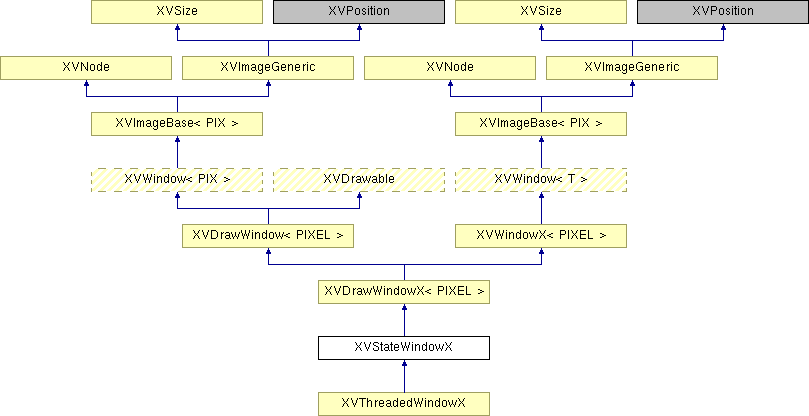 XVSize
XVPosition
XVSize
XVPosition
XVNode
XVImageGeneric
XVNode
XVImageGeneric
XVImageBase< PIX >
XVImageBase< PIX >
XVWindow< PIX >
XVDrawable
XVWindow< T >
XVDrawWindow< PIXEL >
XVWindowX< PIXEL >
XVDrawWindowX< PIXEL >
XVStateWindowX
XVThreadedWindowX